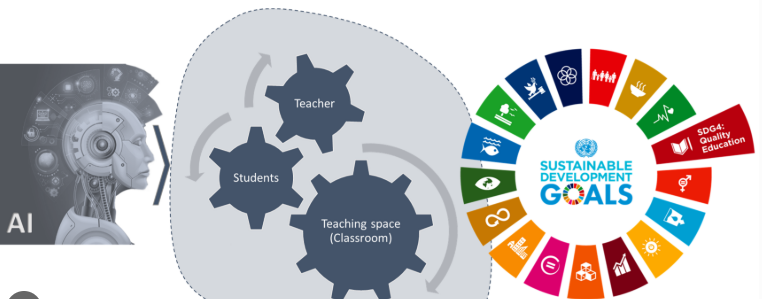 AI
Teacher
Students
Teaching space
(Classroom)
SDG4:
Quality
Education
SUSTAINABLE
DEVELOPMENT
GOALS